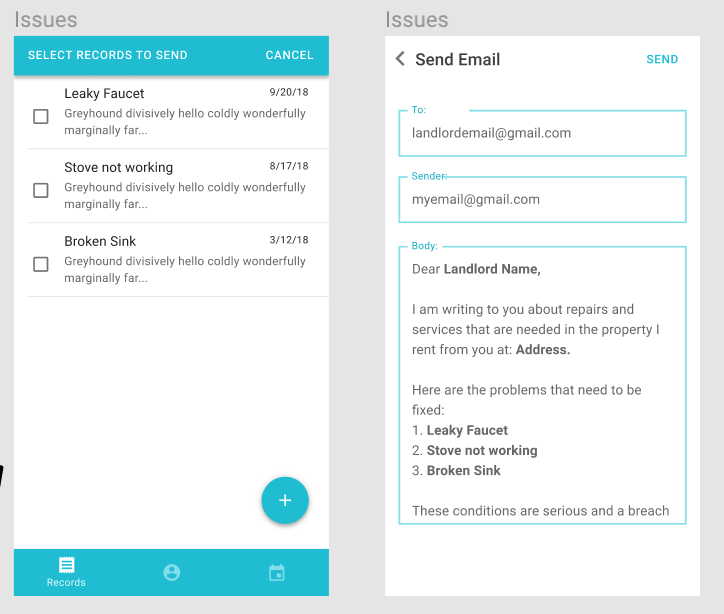 Issues
SELECT RECORDS TO SEND CANCEL
Leaky Faucet 9/20/18
Greyhound divisively hello coldly wonderfully
marginally far...
Stove not working 8/17/18
Greyhound divisively hello coldly wonderfully
marginally far...
Broken Sink 3/12/18
Greyhound divisively hello coldly wonderfully
marginally far...
+
Records
Issues
Send Email SEND
To:
landlordemail@gmail.com
Sender:
myemail@gmail.com
Body:
Dear Landlord Name,
I am writing to you about repairs and
services that are needed in the property I
rent from you at: Address.
Here are the problems that need to be
fixed:
1. Leaky Faucet
2. Stove not working
3. Broken Sink
These conditions are serious and a breach